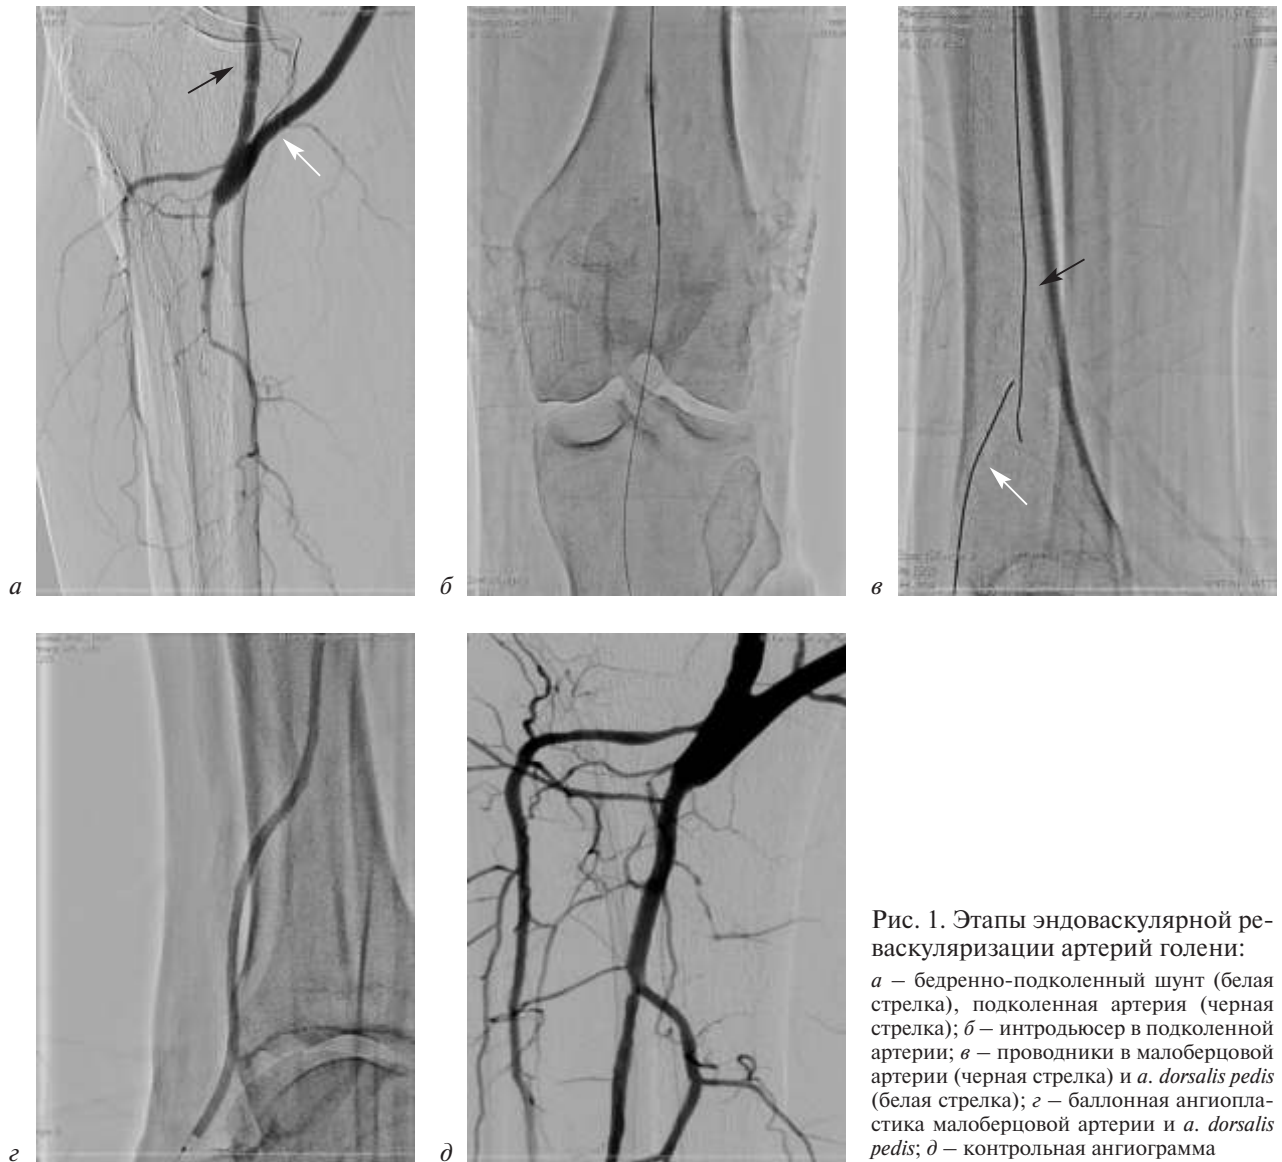 а
б
в
г
д
Рис. 1. Этапы эндоваскулярной ре-
васкуляризации артерий голени:
а – бедренно-подколенный шунт (белая
стрелка), подколенная артерия (черная
стрелка); б – интродьюсер в подколенной
артерии; в – проводники в малоберцовой
артерии (черная стрелка) и a. dorsalis pedis
(белая стрелка); г – баллонная ангиопла-
стика малоберцовой артерии и a. dorsalis
pedis; д – контрольная ангиограмма